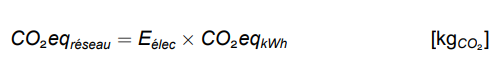 CO₂eq_réseau = E_élec × CO₂eq_kWh [kg_CO₂]